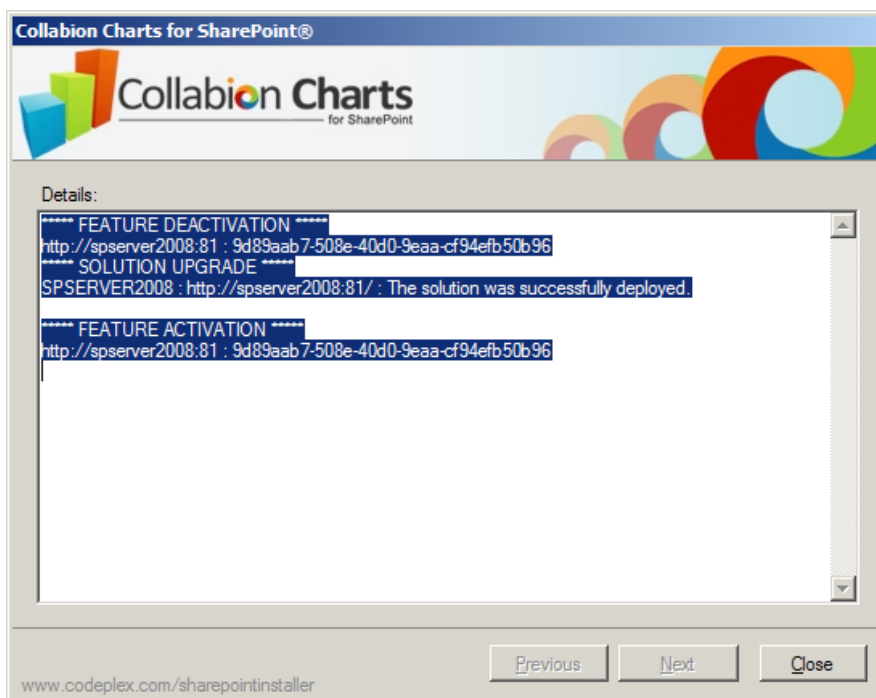 Collabion Charts for SharePoint®
Collabion Charts
for SharePoint
Details:
***** FEATURE DEACTIVATION *****
http://spserver2008:81 : 9d89aab7-508e-40d0-9eaa-cf94efb50b96
***** SOLUTION UPGRADE *****
SPSERVER2008 : http://spserver2008:81/ : The solution was successfully deployed.
***** FEATURE ACTIVATION *****
http://spserver2008:81 : 9d89aab7-508e-40d0-9eaa-cf94efb50b96
Previous Next Close
www.codeplex.com/sharepointinstaller